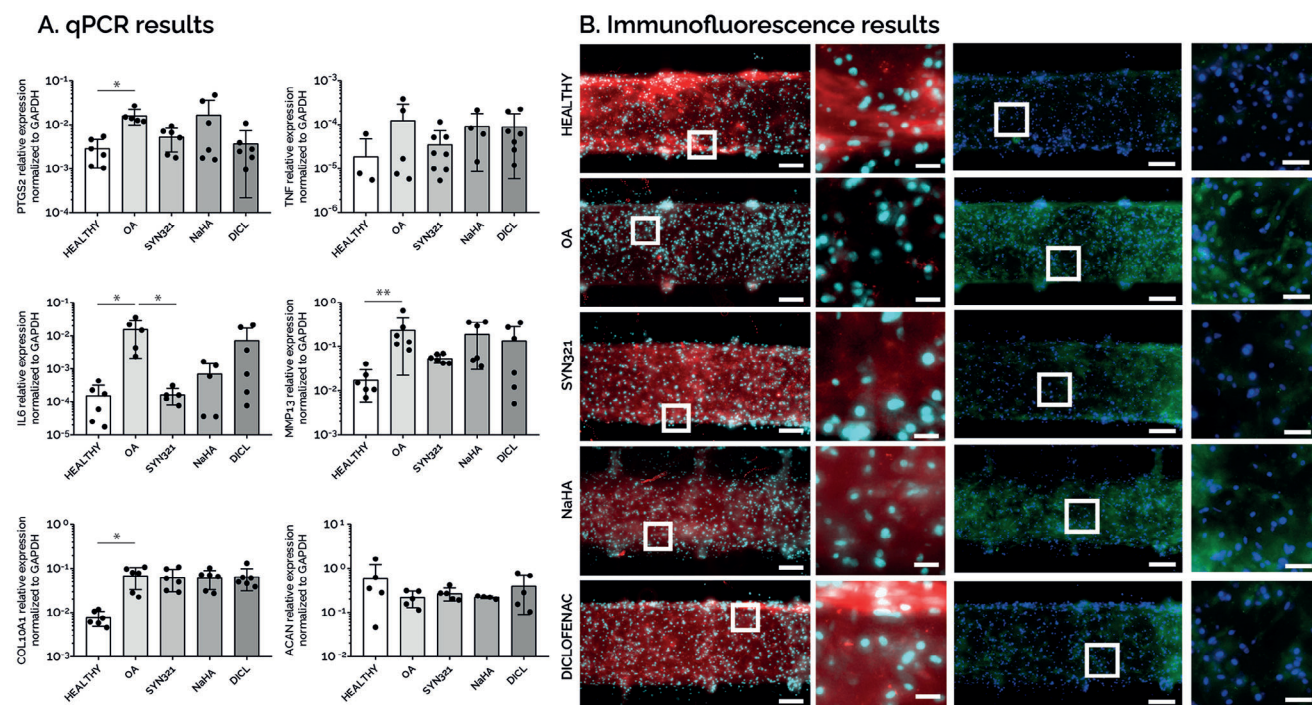 A. qPCR results
B. Immunofluorescence results
PTGS2 relative expression
normalized to GAPDH
10⁻¹
10⁻²
10⁻³
10⁻⁴
*
HEALTHY
OA
SYN321
NaHA
DICL
TNF relative expression
normalized to GAPDH
10⁻³
10⁻⁴
10⁻⁵
10⁻⁶
HEALTHY
OA
SYN321
NaHA
DICL
IL6 relative expression
normalized to GAPDH
10⁻¹
10⁻²
10⁻³
10⁻⁴
10⁻⁵
*
*
HEALTHY
OA
SYN321
NaHA
DICL
MMP13 relative expression
normalized to GAPDH
10⁰
10⁻¹
10⁻²
10⁻³
**
HEALTHY
OA
SYN321
NaHA
DICL
COL10A1 relative expression
normalized to GAPDH
10⁰
10⁻¹
10⁻²
10⁻³
*
HEALTHY
OA
SYN321
NaHA
DICL
ACAN relative expression
normalized to GAPDH
10¹
10⁰
10⁻¹
10⁻²
HEALTHY
OA
SYN321
NaHA
DICL
HEALTHY
OA
SYN321
NaHA
DICLOFENAC